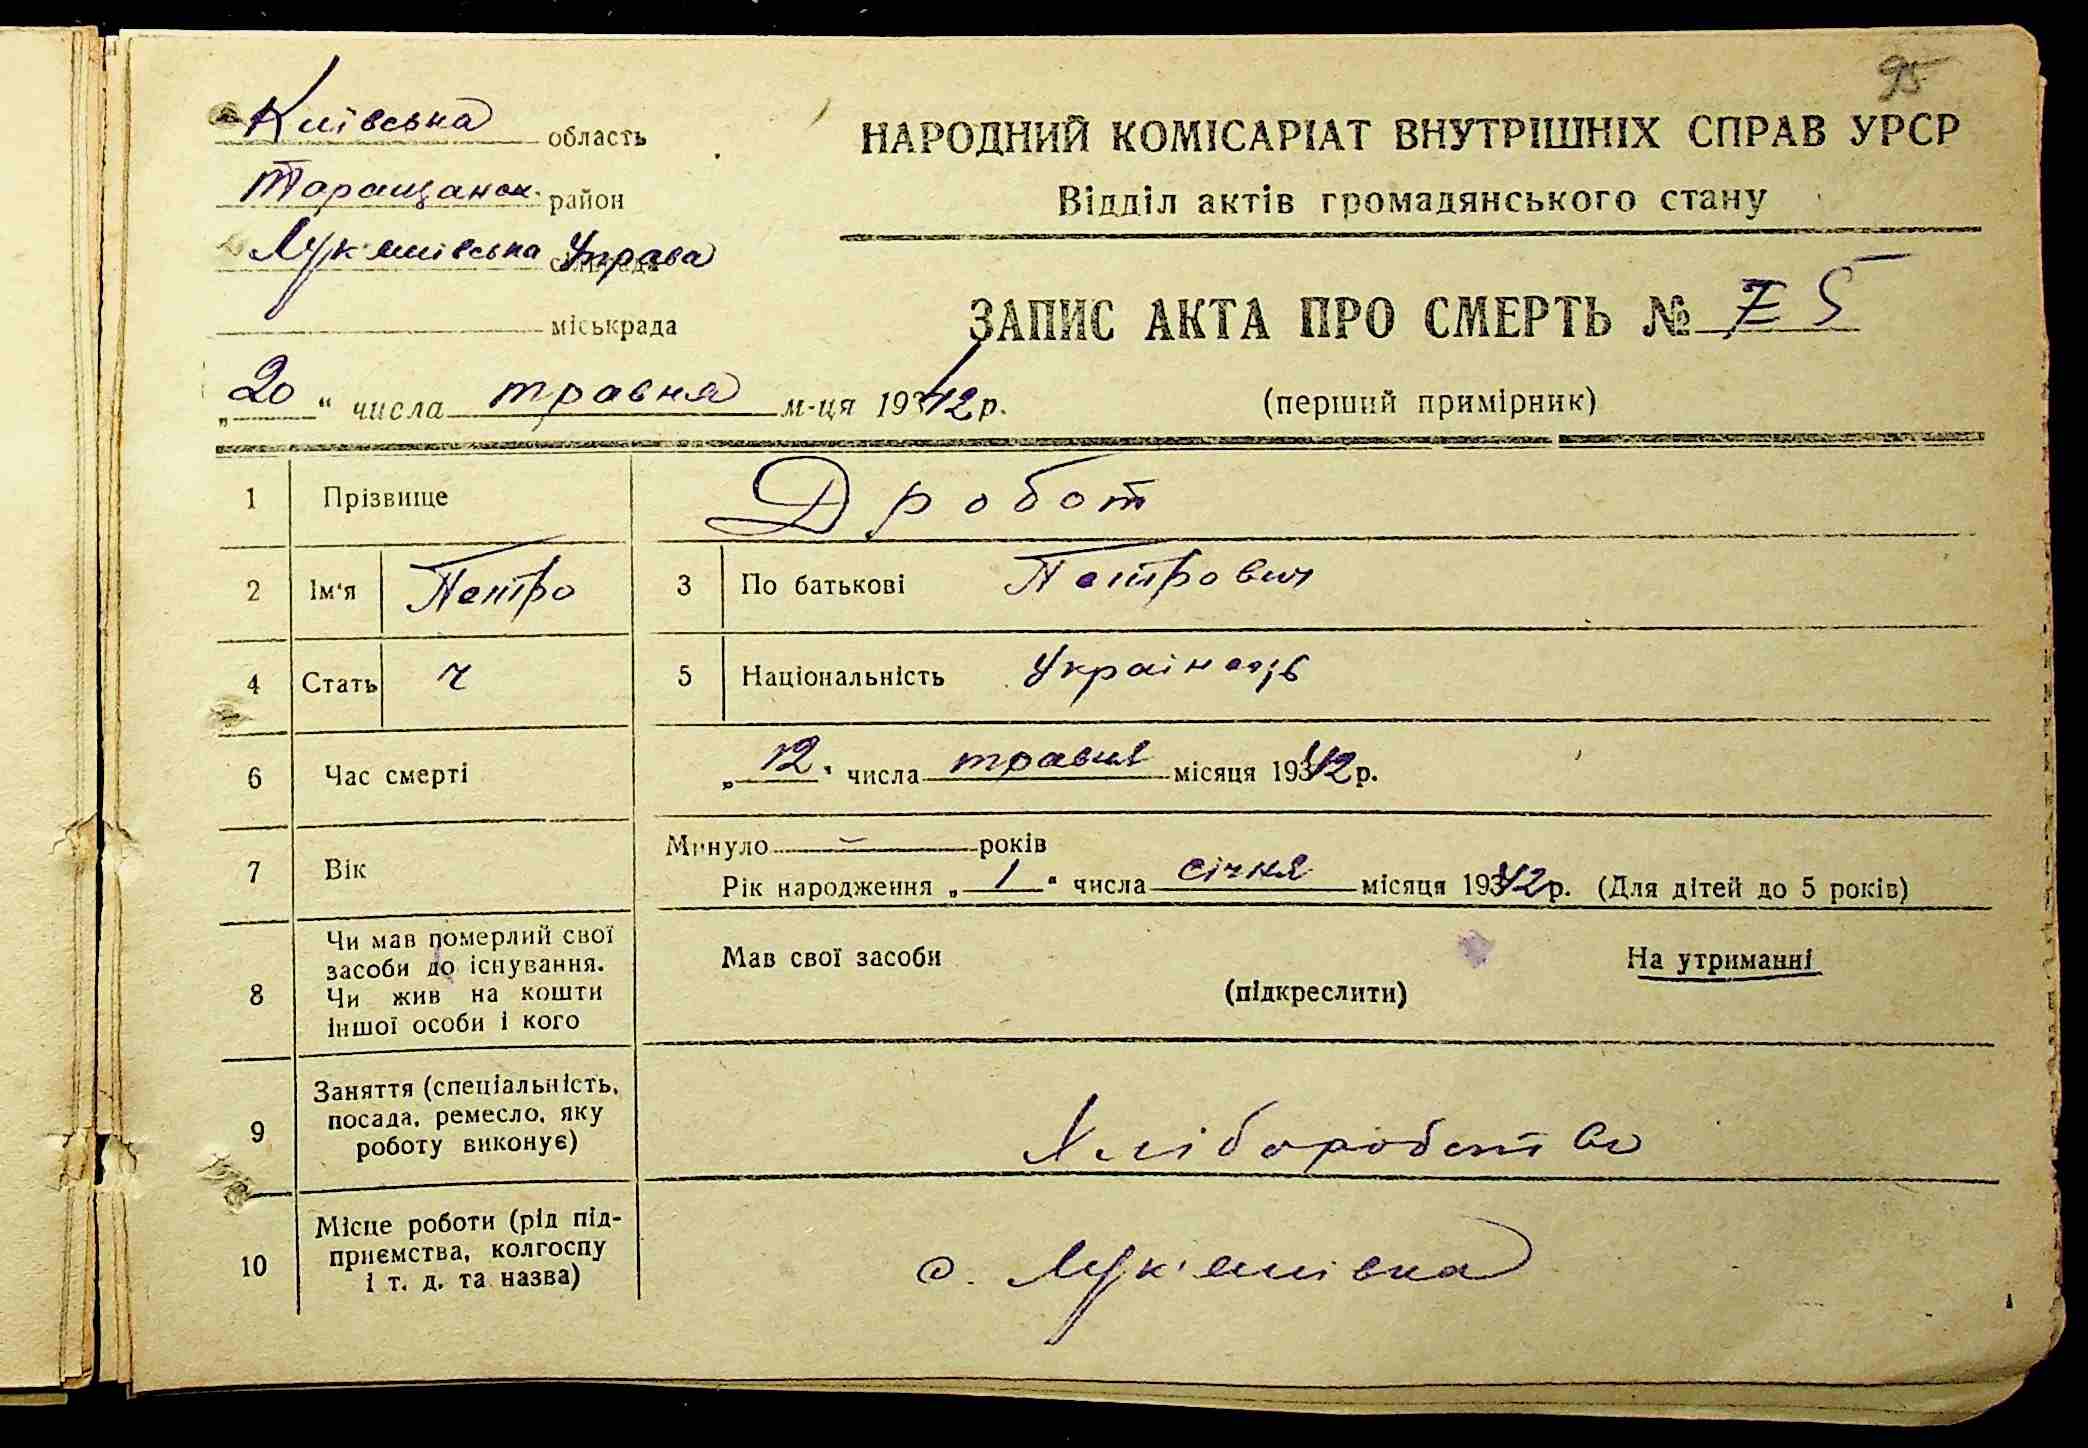 95
Київська область
Таращанськ. район
Лук'янівська Управа
сільрада
міськрада
НАРОДНИЙ КОМІСАРІАТ ВНУТРІШНІХ СПРАВ УРСР
Відділ актів громадянського стану
ЗАПИС АКТА ПРО СМЕРТЬ № 75
(перший примірник)
„20“ числа травня м-ця 1942 р.
1 Прізвище Дробот
2 Ім'я Петро 3 По батькові Петрович
4 Стать ч 5 Національність Українець
6 Час смерті „12“ числа травня місяця 1942 р.
7 Вік Минуло – років
Рік народження „1“ числа січня місяця 1942 р. (Для дітей до 5 років)
8 Чи мав померлий свої
засоби до існування.
Чи жив на кошти
іншої особи і кого
Мав свої засоби На утриманні
(підкреслити)
9 Заняття (спеціальність,
посада, ремесло, яку
роботу виконує)
Хліборобство
10 Місце роботи (рід під-
приємства, колгоспу
і т. д. та назва)
с. Лук'янівка